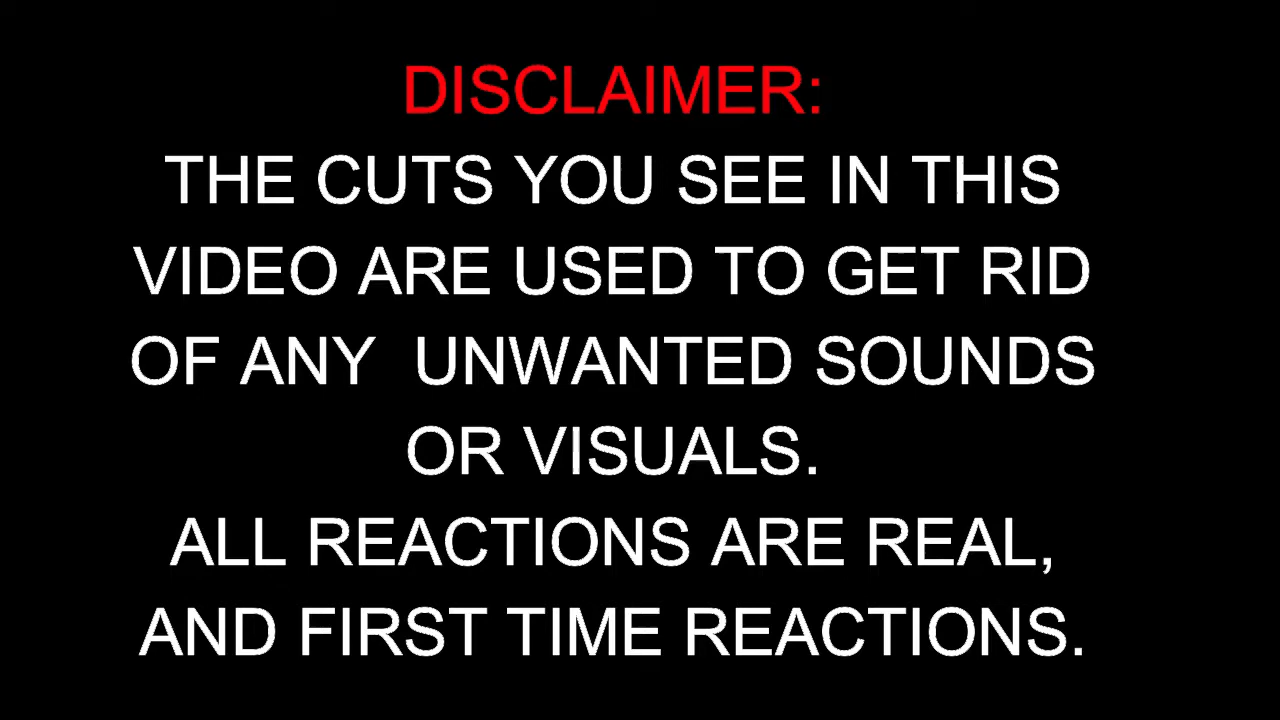 DISCLAIMER:
THE CUTS YOU SEE IN THIS
VIDEO ARE USED TO GET RID
OF ANY  UNWANTED SOUNDS
OR VISUALS.
ALL REACTIONS ARE REAL,
AND FIRST TIME REACTIONS.